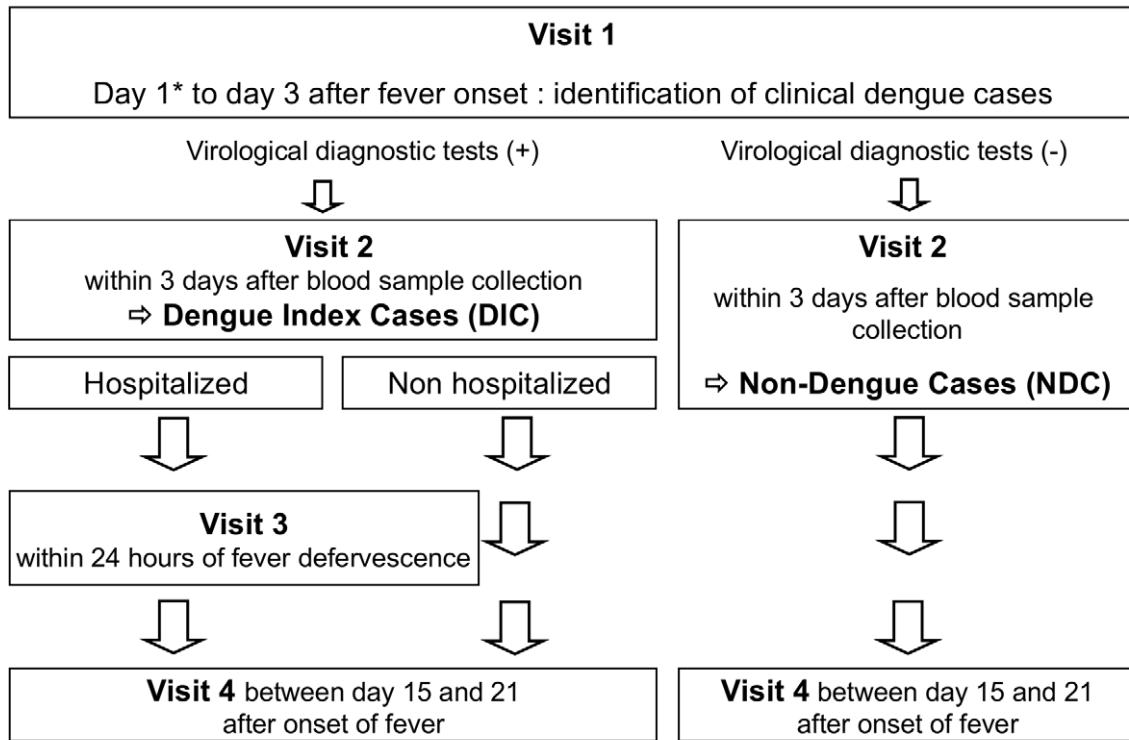 Visit 1
Day 1* to day 3 after fever onset : identification of clinical dengue cases
Virological diagnostic tests (+)
Virological diagnostic tests (-)
Visit 2
within 3 days after blood sample collection
⇨ Dengue Index Cases (DIC)
Visit 2
within 3 days after blood sample
collection
⇨ Non-Dengue Cases (NDC)
Hospitalized
Non hospitalized
Visit 3
within 24 hours of fever defervescence
Visit 4 between day 15 and 21
after onset of fever
Visit 4 between day 15 and 21
after onset of fever